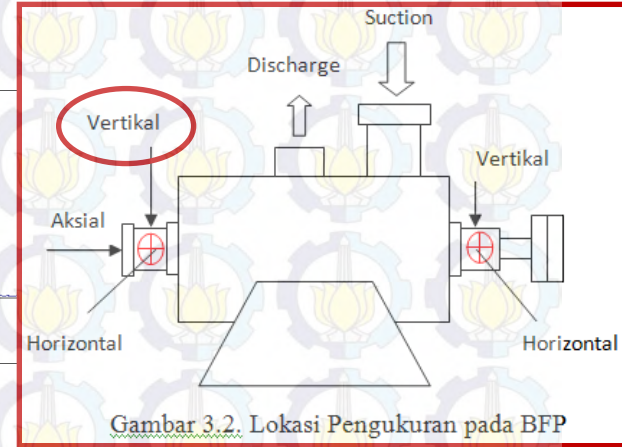 Suction
Discharge
Vertikal
Vertikal
Aksial
Horizontal
Horizontal
Gambar 3.2. Lokasi Pengukuran pada BFP